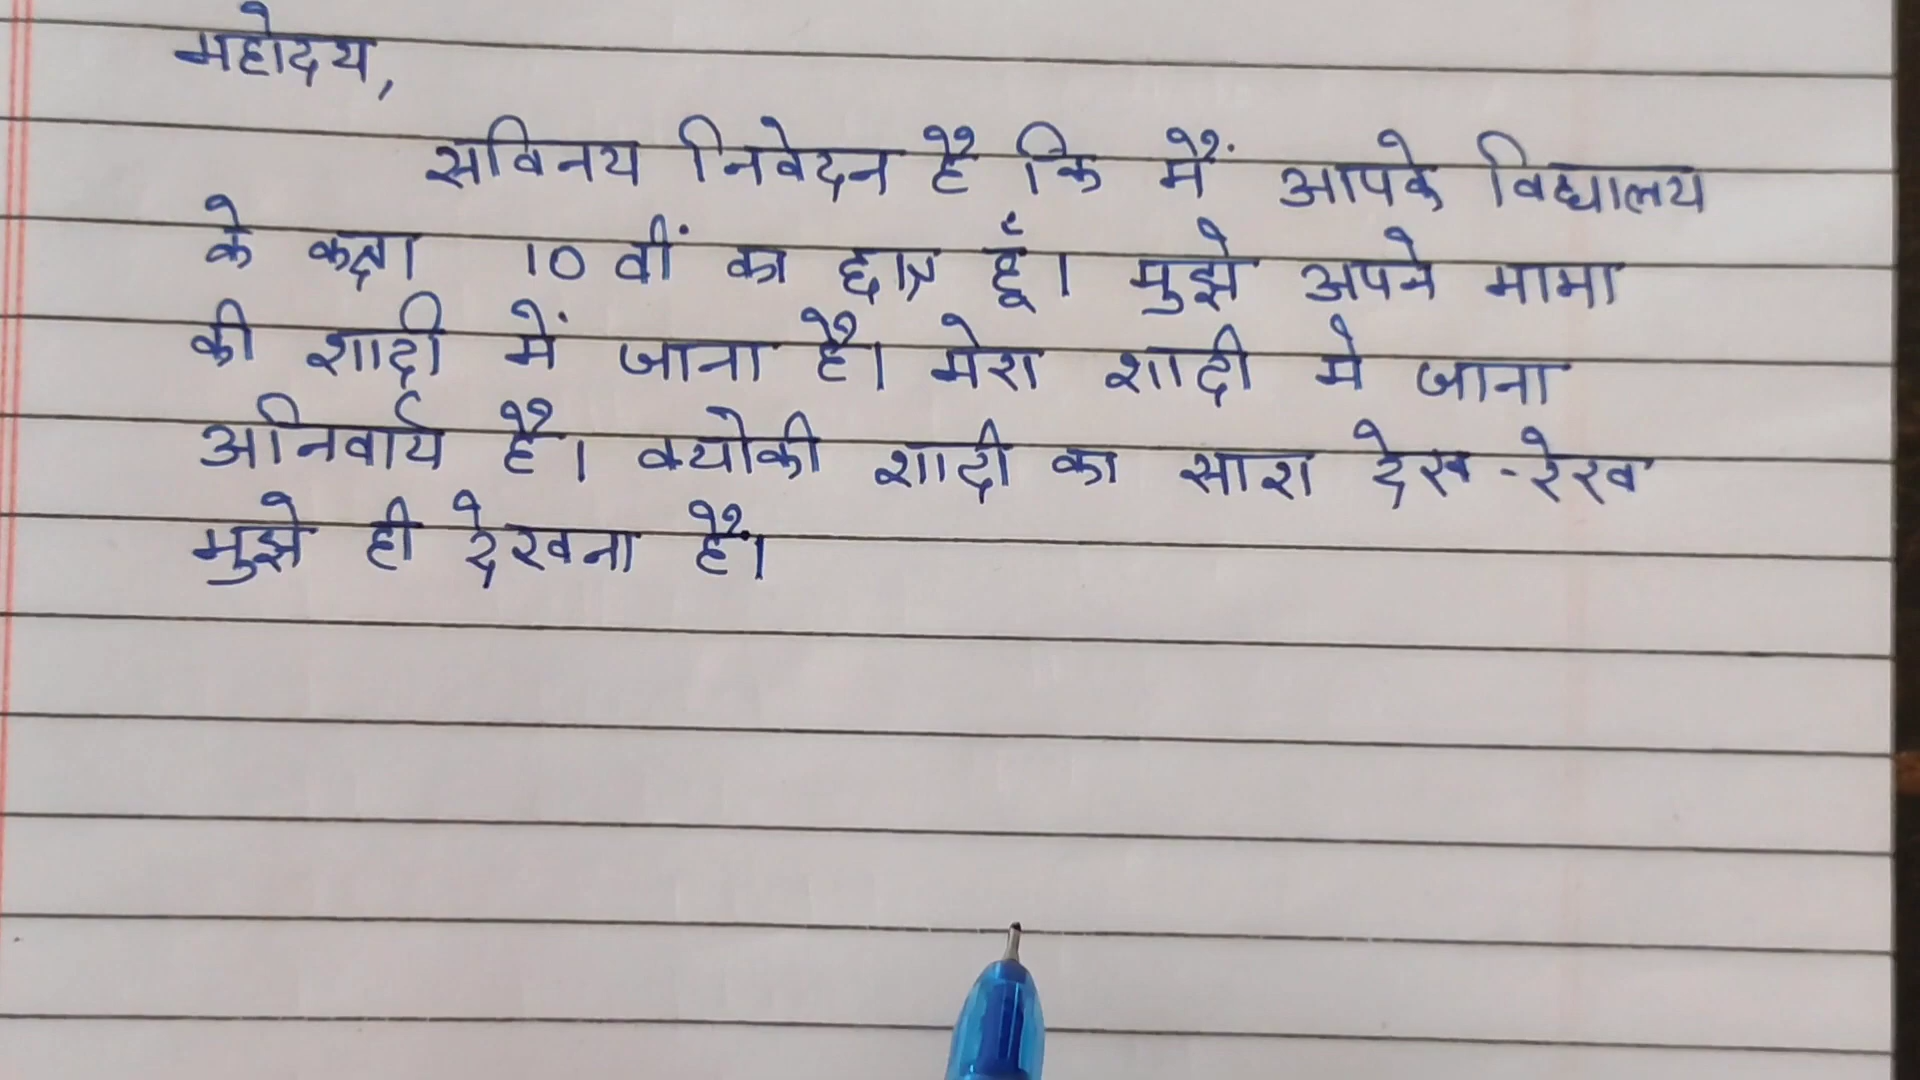 महोदय,
सविनय निवेदन है कि मैं आपके विद्यालय
के कक्षा 10 वीं का छात्र हूँ। मुझे अपने मामा
की शादी में जाना है। मेरा शादी मे जाना
अनिवार्य है। क्योकी शादी का सारा देख-रेख
मुझे ही देखना हैं।